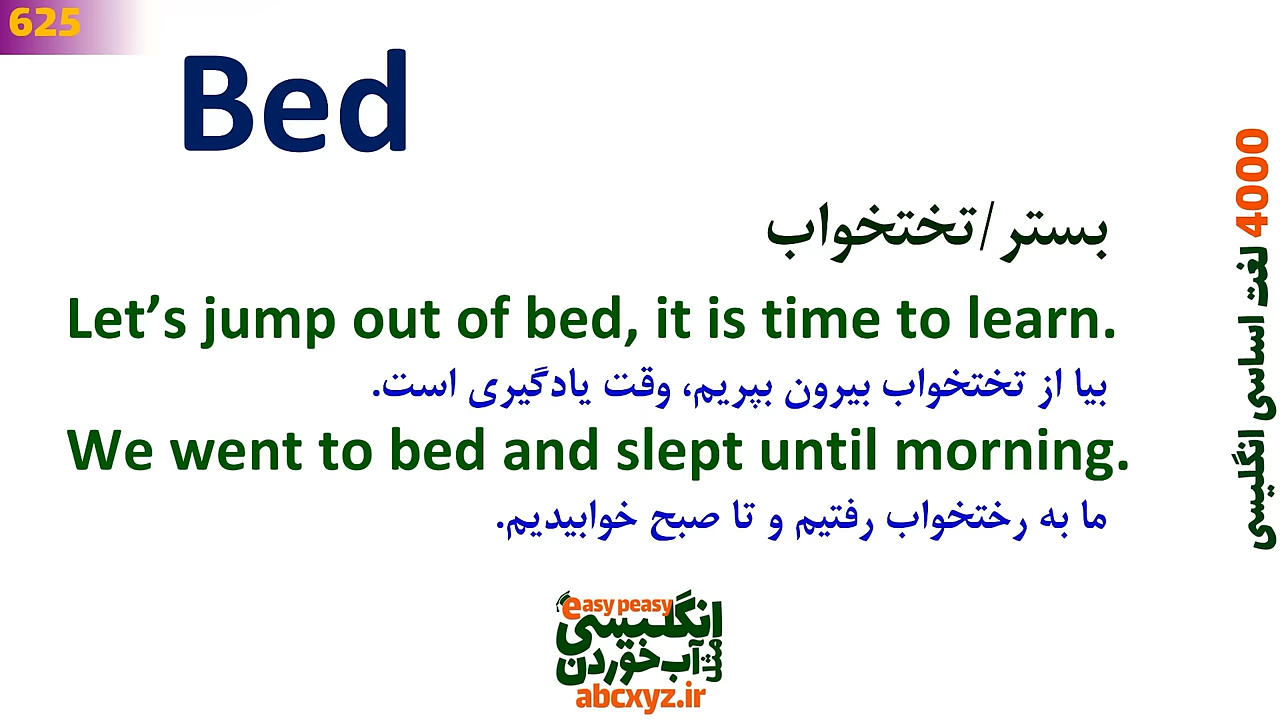 625
Bed
بستر/تختخواب
Let’s jump out of bed, it is time to learn.
بیا از تختخواب بیرون بپریم، وقت یادگیری است.
We went to bed and slept until morning.
ما به رختخواب رفتیم و تا صبح خوابیدیم.
4000 لغت اساسی انگلیسی
easy peasy
انگلیسی
مثل آب خوردن
abcxyz.ir